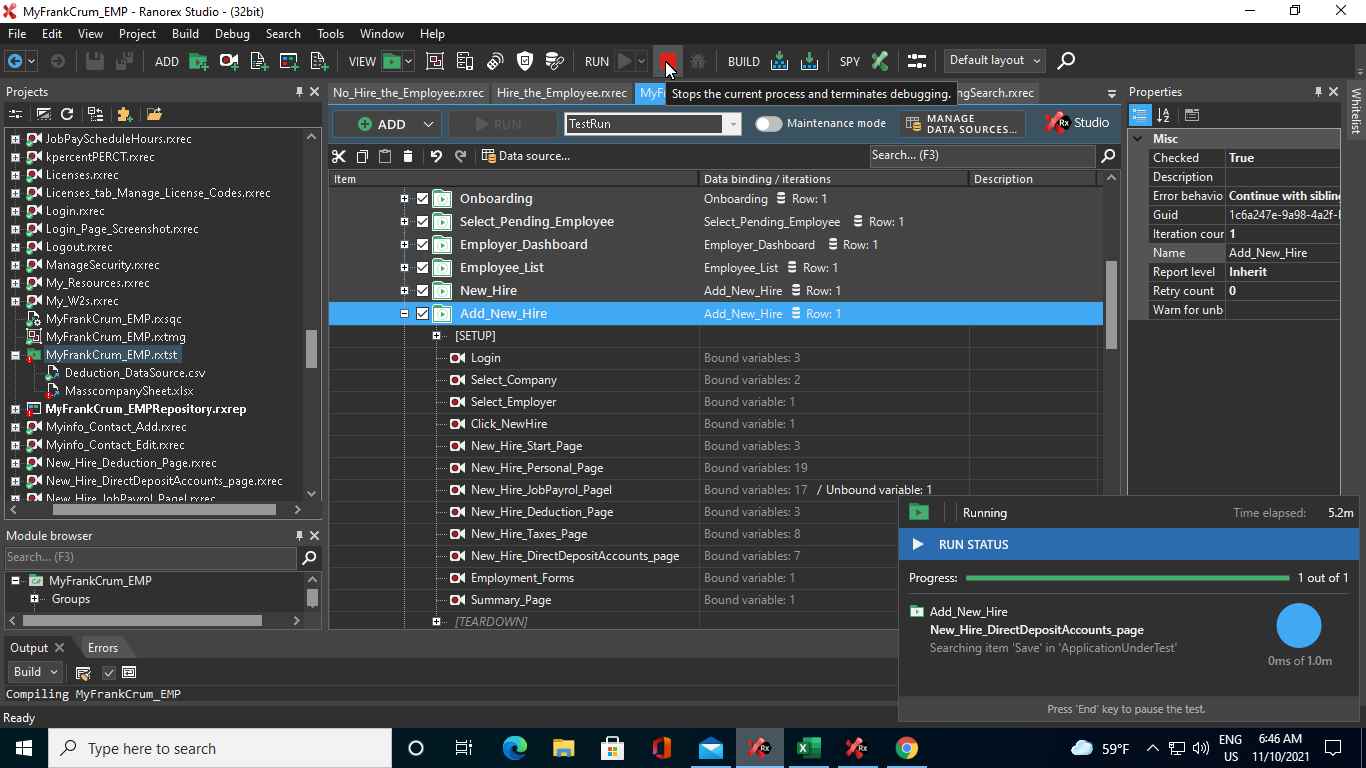 MyFrankCrum_EMP - Ranorex Studio - (32bit)
File Edit View Project Build Debug Search Tools Window Help
ADD VIEW RUN BUILD SPY Default layout
Projects
No_Hire_the_Employee.rxrec Hire_the_Employee.rxrec MyFr Stops the current process and terminates debugging. ngSearch.rxrec
Properties
Whitelist
ADD RUN TestRun Maintenance mode MANAGE DATA SOURCES... Studio
Data source... Search... (F3)
Item Data binding / iterations Description
JobPayScheduleHours.rxrec
kpercentPERCT.rxrec
Licenses.rxrec
Licenses_tab_Manage_License_Codes.rxrec
Login.rxrec
Login_Page_Screenshot.rxrec
Logout.rxrec
ManageSecurity.rxrec
My_Resources.rxrec
My_W2s.rxrec
MyFrankCrum_EMP.rxsqc
MyFrankCrum_EMP.rxtmg
MyFrankCrum_EMP.rxtst
Deduction_DataSource.csv
MasscompanySheet.xlsx
MyFrankCrum_EMPRepository.rxrep
Myinfo_Contact_Add.rxrec
Myinfo_Contact_Edit.rxrec
New_Hire_Deduction_Page.rxrec
New_Hire_DirectDepositAccounts_page.rxrec
New_Hire_JobPayrol_Pagel.rxrec
Onboarding Onboarding Row: 1
Select_Pending_Employee Select_Pending_Employee Row: 1
Employer_Dashboard Employer_Dashboard Row: 1
Employee_List Employee_List Row: 1
New_Hire Add_New_Hire Row: 1
Add_New_Hire Add_New_Hire Row: 1
[SETUP]
Login Bound variables: 3
Select_Company Bound variables: 2
Select_Employer Bound variable: 1
Click_NewHire Bound variable: 1
New_Hire_Start_Page Bound variables: 3
New_Hire_Personal_Page Bound variables: 19
New_Hire_JobPayrol_Pagel Bound variables: 17 / Unbound variable: 1
New_Hire_Deduction_Page Bound variables: 3
New_Hire_Taxes_Page Bound variables: 8
New_Hire_DirectDepositAccounts_page Bound variables: 7
Employment_Forms Bound variable: 1
Summary_Page Bound variable: 1
[TEARDOWN]
Misc
Checked True
Description
Error behavio Continue with siblin
Guid 1c6a247e-9a98-4a2f-
Iteration cour 1
Name Add_New_Hire
Report level Inherit
Retry count 0
Warn for unb
Module browser
Search... (F3)
MyFrankCrum_EMP
Groups
Output Errors
Build
Compiling MyFrankCrum_EMP
Ready
Running Time elapsed: 5.2m
RUN STATUS
Progress: 1 out of 1
Add_New_Hire
New_Hire_DirectDepositAccounts_page
Searching item 'Save' in 'ApplicationUnderTest'
0ms of 1.0m
Press 'End' key to pause the test.
Type here to search
59°F ENG US 6:46 AM 11/10/2021